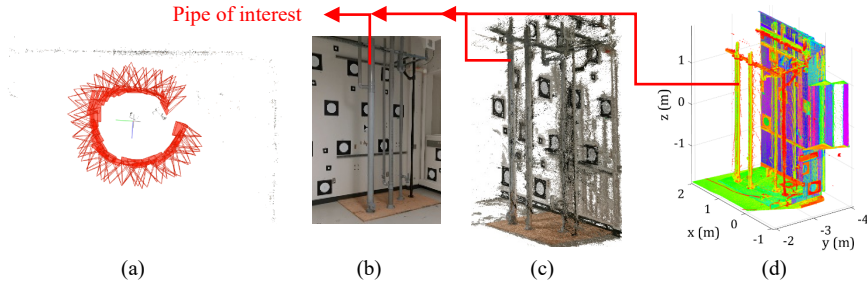 Pipe of interest
1
0
-1
z (m)
2
1
0
-1
x (m)
-2
-3
-4
y (m)
(a)
(b)
(c)
(d)